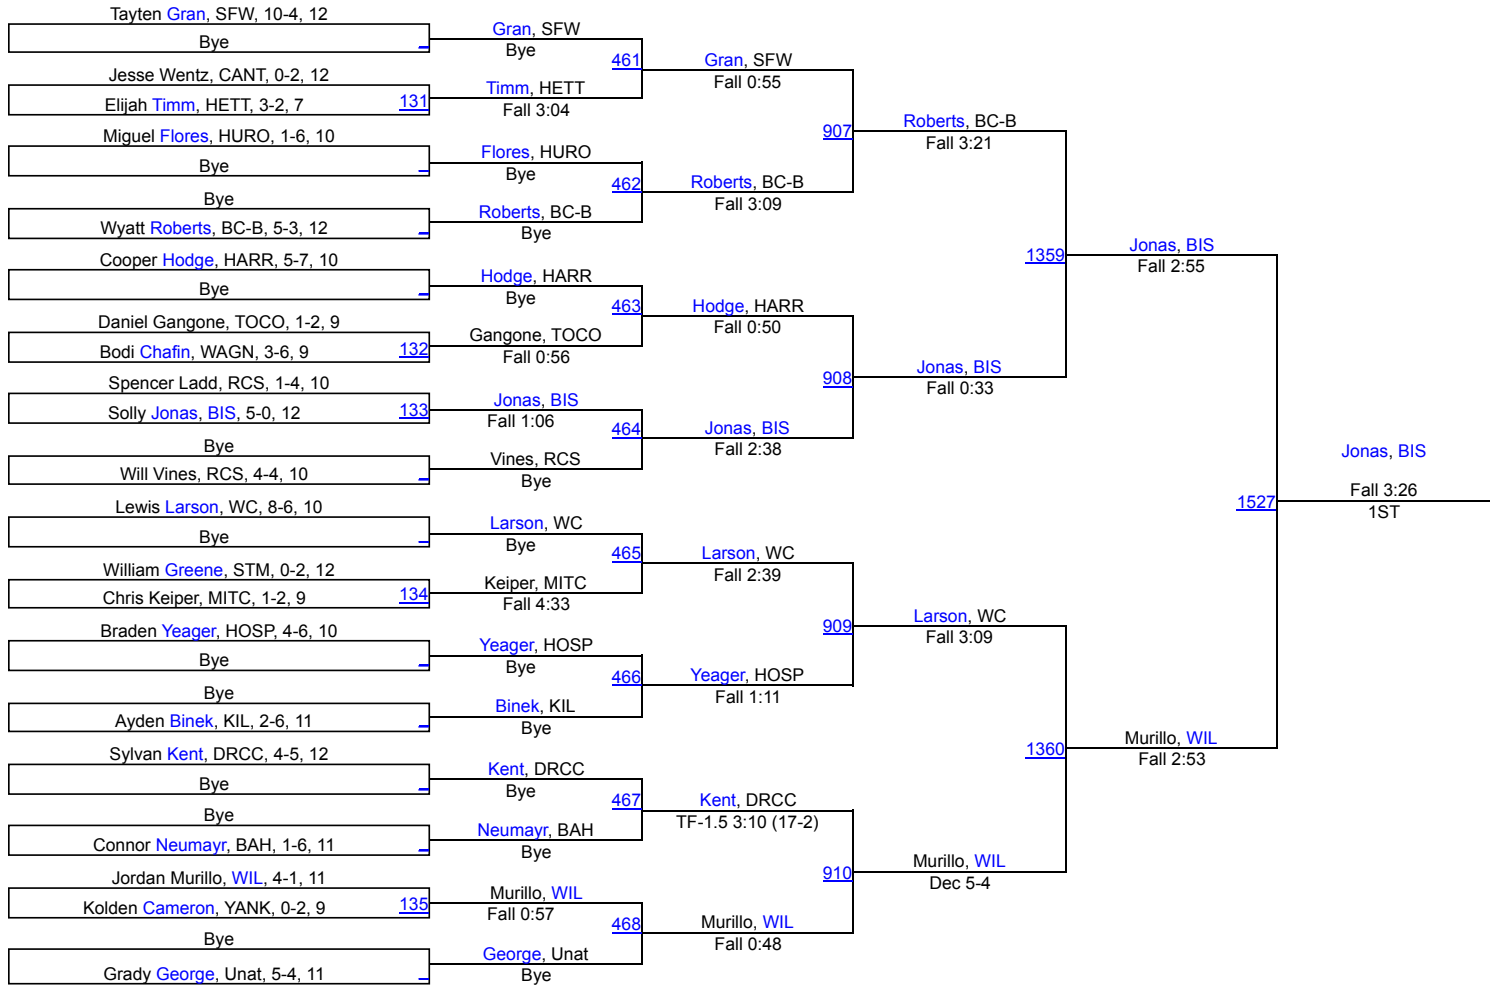 Tayten Gran, SFW, 10-4, 12
Bye
Jesse Wentz, CANT, 0-2, 12
Elijah Timm, HETT, 3-2, 7
131
Miguel Flores, HURO, 1-6, 10
Bye
Bye
Wyatt Roberts, BC-B, 5-3, 12
Cooper Hodge, HARR, 5-7, 10
Bye
Daniel Gangone, TOCO, 1-2, 9
Bodi Chafin, WAGN, 3-6, 9
132
Spencer Ladd, RCS, 1-4, 10
Solly Jonas, BIS, 5-0, 12
133
Bye
Will Vines, RCS, 4-4, 10
Lewis Larson, WC, 8-6, 10
Bye
William Greene, STM, 0-2, 12
Chris Keiper, MITC, 1-2, 9
134
Braden Yeager, HOSP, 4-6, 10
Bye
Bye
Ayden Binek, KIL, 2-6, 11
Sylvan Kent, DRCC, 4-5, 12
Bye
Bye
Connor Neumayr, BAH, 1-6, 11
Jordan Murillo, WIL, 4-1, 11
Kolden Cameron, YANK, 0-2, 9
135
Bye
Grady George, Unat, 5-4, 11
Gran, SFW
Bye
461
Timm, HETT
Fall 3:04
Flores, HURO
Bye
462
Roberts, BC-B
Bye
Hodge, HARR
Bye
463
Gangone, TOCO
Fall 0:56
Jonas, BIS
Fall 1:06
464
Vines, RCS
Bye
Larson, WC
Bye
465
Keiper, MITC
Fall 4:33
Yeager, HOSP
Bye
466
Binek, KIL
Bye
Kent, DRCC
Bye
467
Neumayr, BAH
Bye
Murillo, WIL
Fall 0:57
468
George, Unat
Bye
Gran, SFW
Fall 0:55
907
Roberts, BC-B
Fall 3:09
Hodge, HARR
Fall 0:50
908
Jonas, BIS
Fall 2:38
Larson, WC
Fall 2:39
909
Yeager, HOSP
Fall 1:11
Kent, DRCC
TF-1.5 3:10 (17-2)
910
Murillo, WIL
Fall 0:48
Roberts, BC-B
Fall 3:21
1359
Jonas, BIS
Fall 0:33
Larson, WC
Fall 3:09
1360
Murillo, WIL
Dec 5-4
Jonas, BIS
Fall 2:55
1527
Murillo, WIL
Fall 2:53
Jonas, BIS
Fall 3:26
1ST